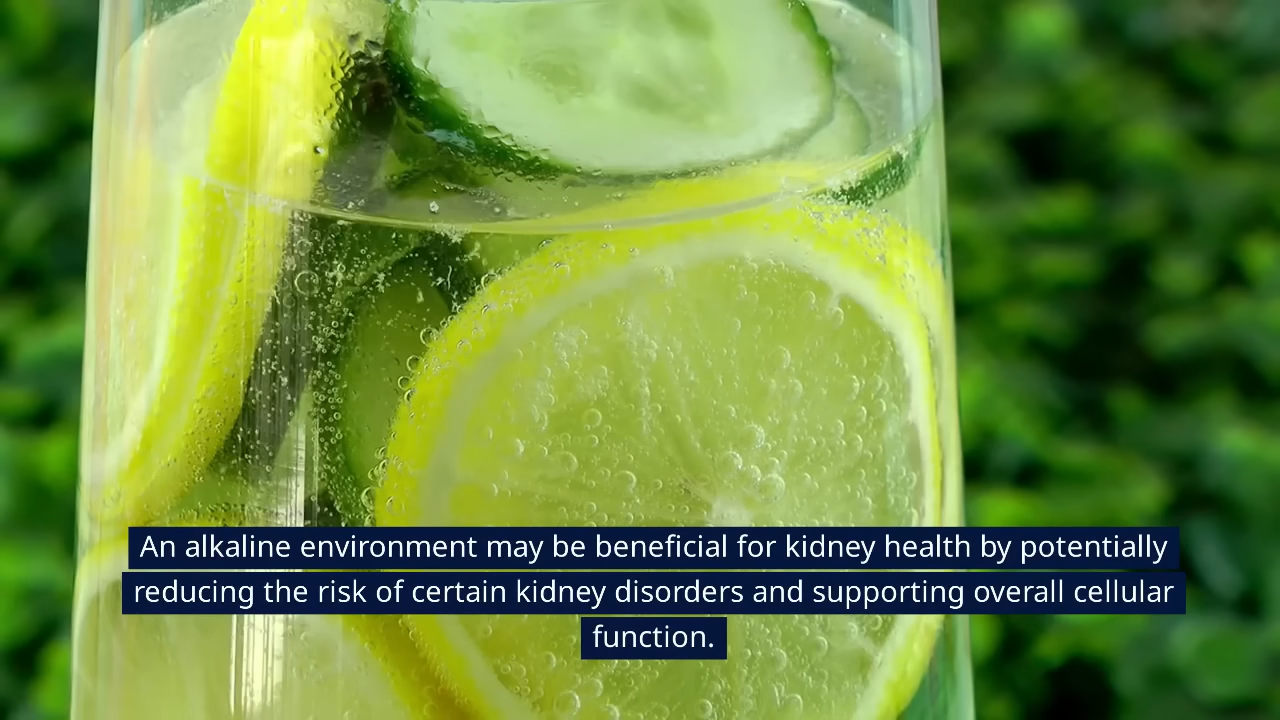 An alkaline environment may be beneficial for kidney health by potentially
reducing the risk of certain kidney disorders and supporting overall cellular
function.